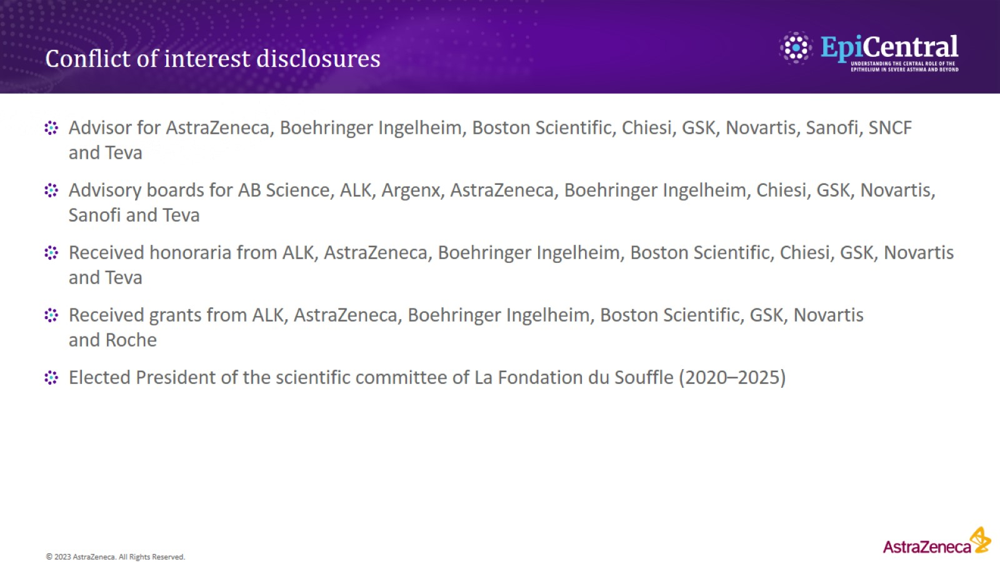 Conflict of interest disclosures
EpiCentral
UNDERSTANDING THE CENTRAL ROLE OF THE
EPITHELIUM IN SEVERE ASTHMA AND BEYOND
Advisor for AstraZeneca, Boehringer Ingelheim, Boston Scientific, Chiesi, GSK, Novartis, Sanofi, SNCF
and Teva
Advisory boards for AB Science, ALK, Argenx, AstraZeneca, Boehringer Ingelheim, Chiesi, GSK, Novartis,
Sanofi and Teva
Received honoraria from ALK, AstraZeneca, Boehringer Ingelheim, Boston Scientific, Chiesi, GSK, Novartis
and Teva
Received grants from ALK, AstraZeneca, Boehringer Ingelheim, Boston Scientific, GSK, Novartis
and Roche
Elected President of the scientific committee of La Fondation du Souffle (2020–2025)
© 2023 AstraZeneca. All Rights Reserved.
AstraZeneca